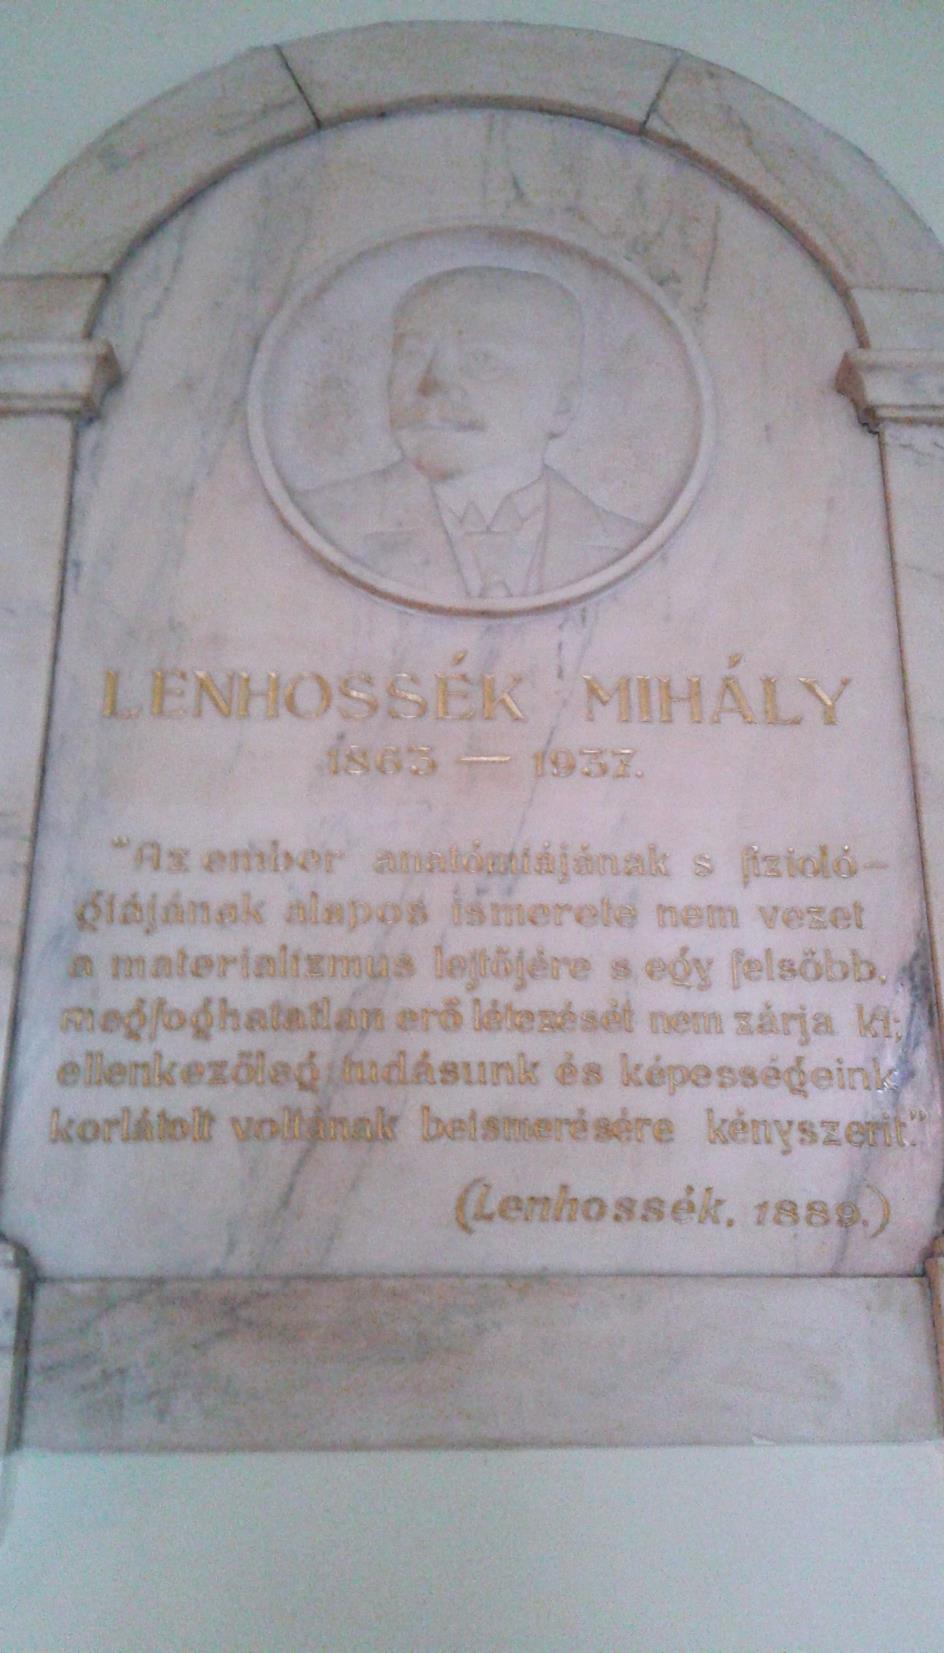 LENHOSSÉK MIHÁLY
1863 — 1937.
"Az ember anatómiájának s fizioló-
giájának alapos ismerete nem vezet
a materializmus lejtőjére s egy felsőbb,
megfoghatatlan erő létezését nem zárja ki;
ellenkezőleg tudásunk és képességeink
korlátolt voltának beismerésére kényszerit."
(Lenhossék, 1889.)